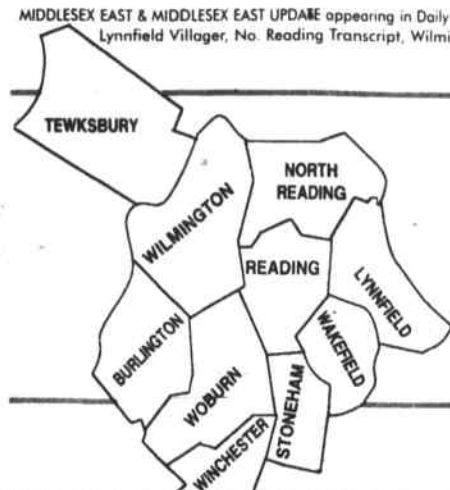 MIDDLESEX EAST & MIDDLESEX EAST UPDATE appearing in Daily
Lynnfield Villager, No. Reading Transcript, Wilmi
TEWKSBURY
NORTH
READING
WILMINGTON
READING
LYNNFIELD
BURLINGTON
WAKEFIELD
WOBURN
STONEHAM
WINCHESTER